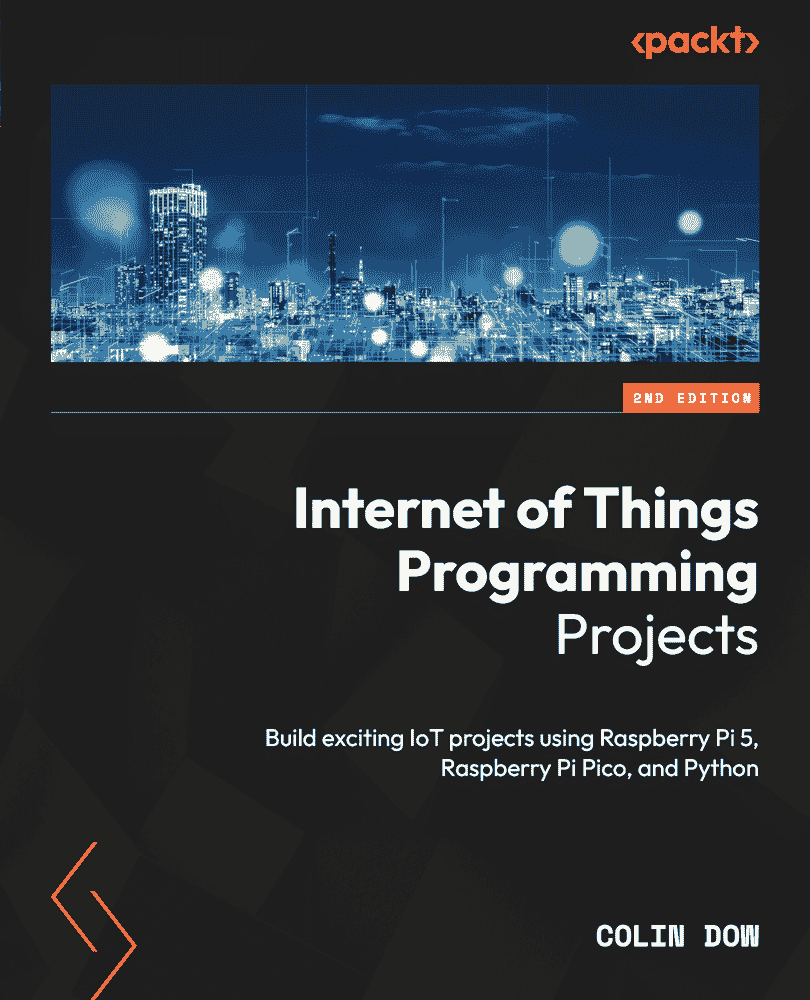 <packt>
2ND EDITION
Internet of Things
Programming
Projects
Build exciting IoT projects using Raspberry Pi 5,
Raspberry Pi Pico, and Python
COLIN DOW